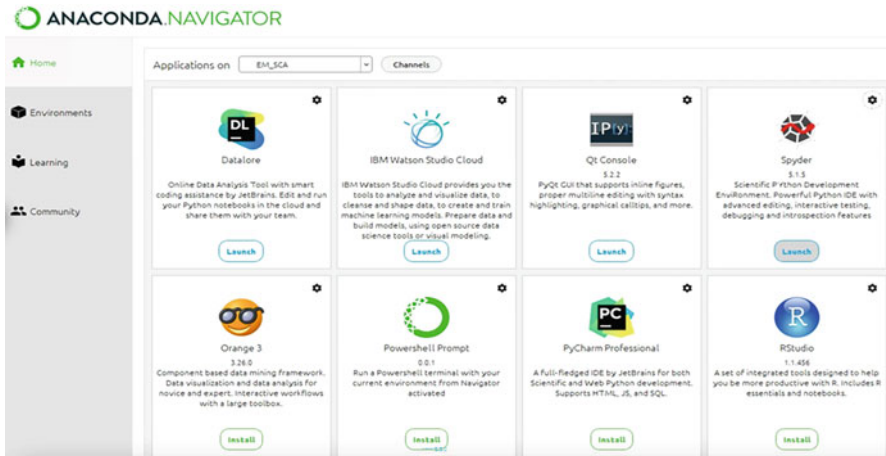 ANACONDA.NAVIGATOR
Home
Environments
Learning
Community
Applications on EM_SCA Channels
DL
Datalore
Online Data Analysis Tool with smart
coding assistance by JetBrains. Edit and run
your Python notebooks in the cloud and
share them with your team.
Launch
IBM Watson Studio Cloud
IBM Watson Studio Cloud provides you the
tools to analyze and visualize data, to
cleanse and shape data, to create and train
machine learning models. Prepare data and
build models, using open source data
science tools or visual modeling.
Launch
IP[y]:
Qt Console
5.2.2
PyQt GUI that supports inline figures,
proper multiline editing with syntax
highlighting, graphical calltips, and more.
Launch
Spyder
5.1.5
Scientific PYthon Development
EnviRonment. Powerful Python IDE with
advanced editing, interactive testing,
debugging and introspection features
Launch
Orange 3
3.26.0
Component based data mining framework.
Data visualization and data analysis for
novice and expert. Interactive workflows
with a large toolbox.
Install
Powershell Prompt
0.0.1
Run a Powershell terminal with your
current environment from Navigator
activated
Install
PC
PyCharm Professional
A full-fledged IDE by JetBrains for both
Scientific and Web Python development.
Supports HTML, JS, and SQL.
Install
R
RStudio
1.1.456
A set of integrated tools designed to help
you be more productive with R. Includes R
essentials and notebooks.
Install